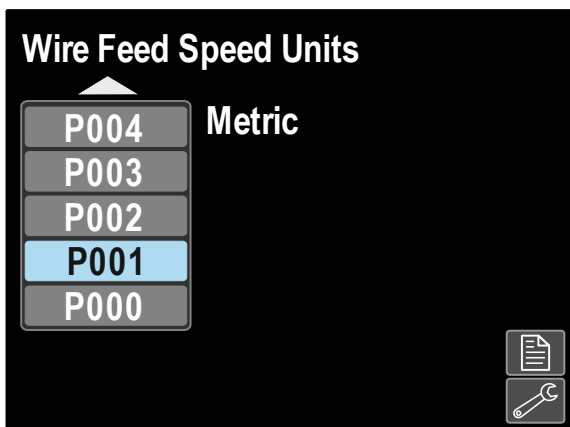 Wire Feed Speed Units
P004
Metric
P003
P002
P001
P000